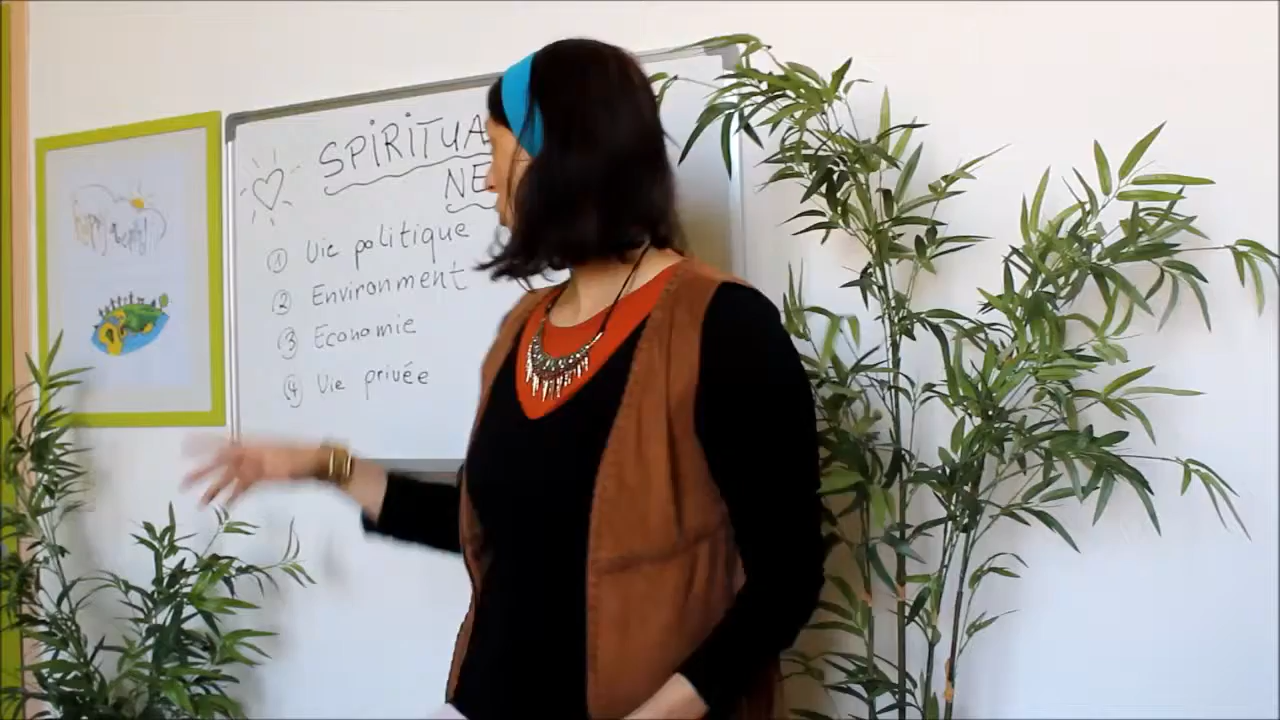 SPIRITUA
NE
① Vie politique
② Environment
③ Economie
④ Vie privée